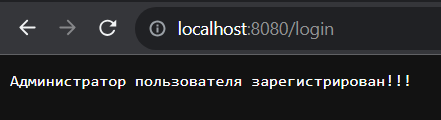 localhost:8080/login
Администратор пользователя зарегистрирован!!!